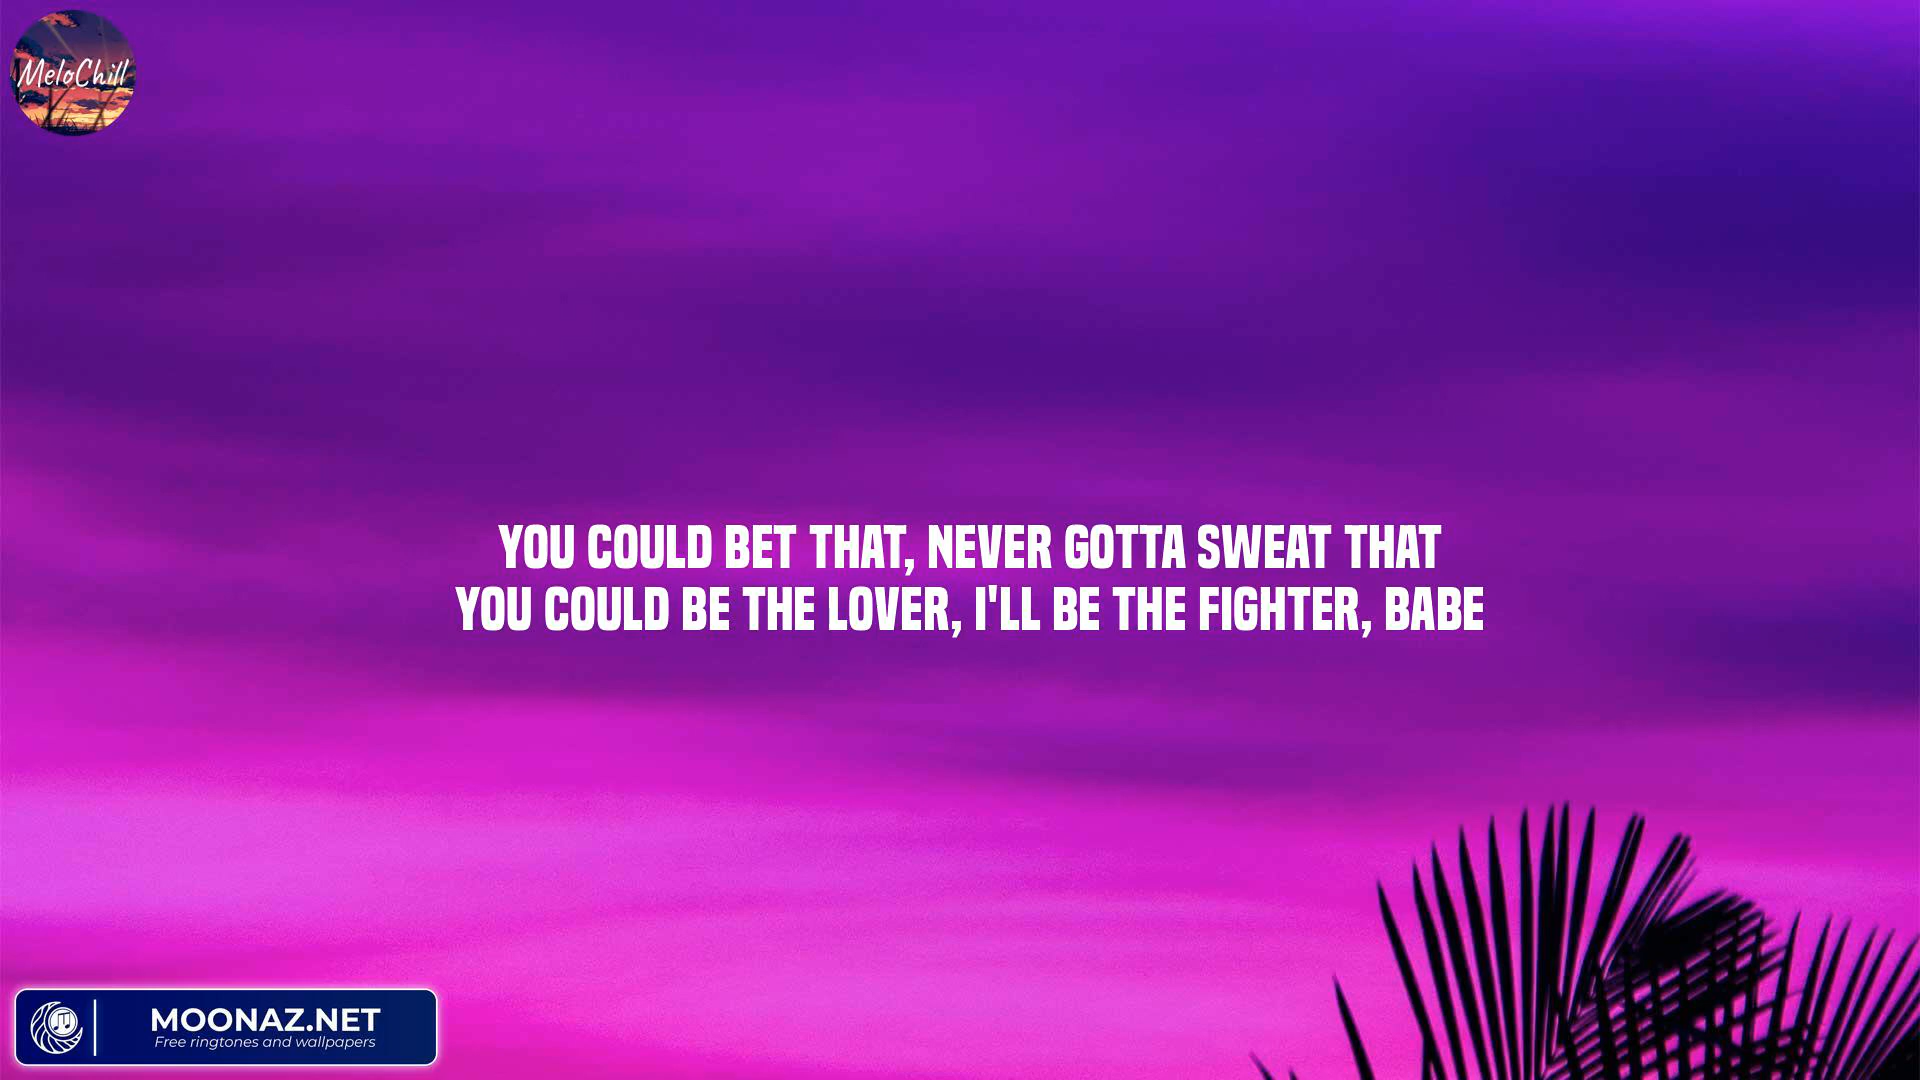 MeloChill
YOU COULD BET THAT, NEVER GOTTA SWEAT THAT
YOU COULD BE THE LOVER, I'LL BE THE FIGHTER, BABE
MOONAZ.NET
Free ringtones and wallpapers